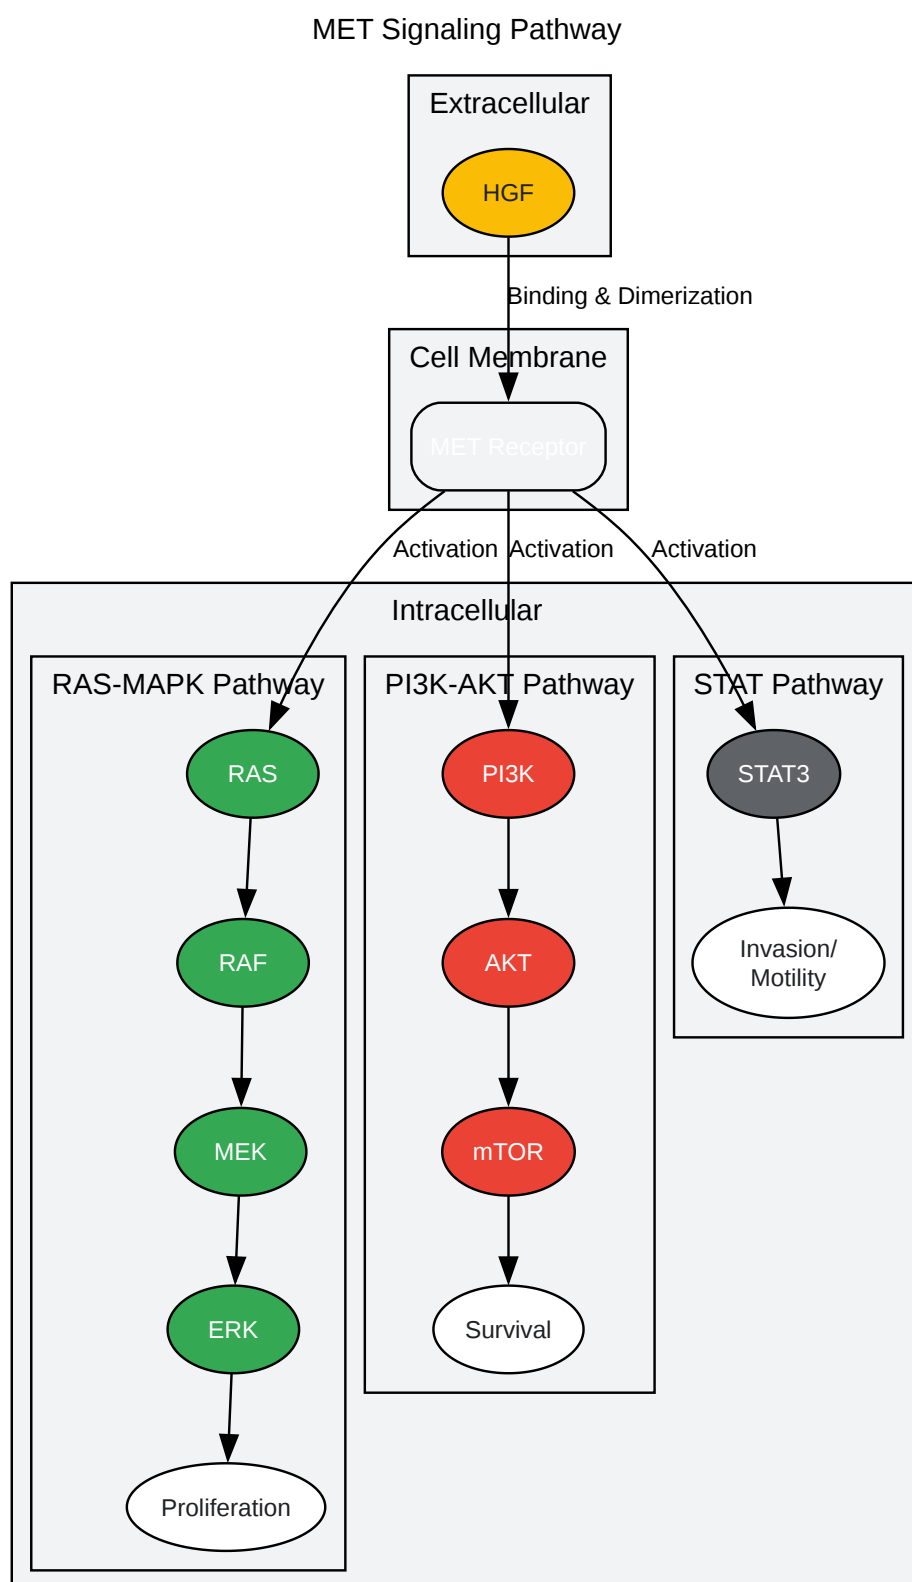 MET Signaling Pathway
Extracellular
HGF
Binding & Dimerization
Cell Membrane
MET Receptor
Activation
Activation
Activation
Intracellular
RAS-MAPK Pathway
PI3K-AKT Pathway
STAT Pathway
RAS
PI3K
STAT3
RAF
AKT
Invasion/
Motility
MEK
mTOR
ERK
Survival
Proliferation